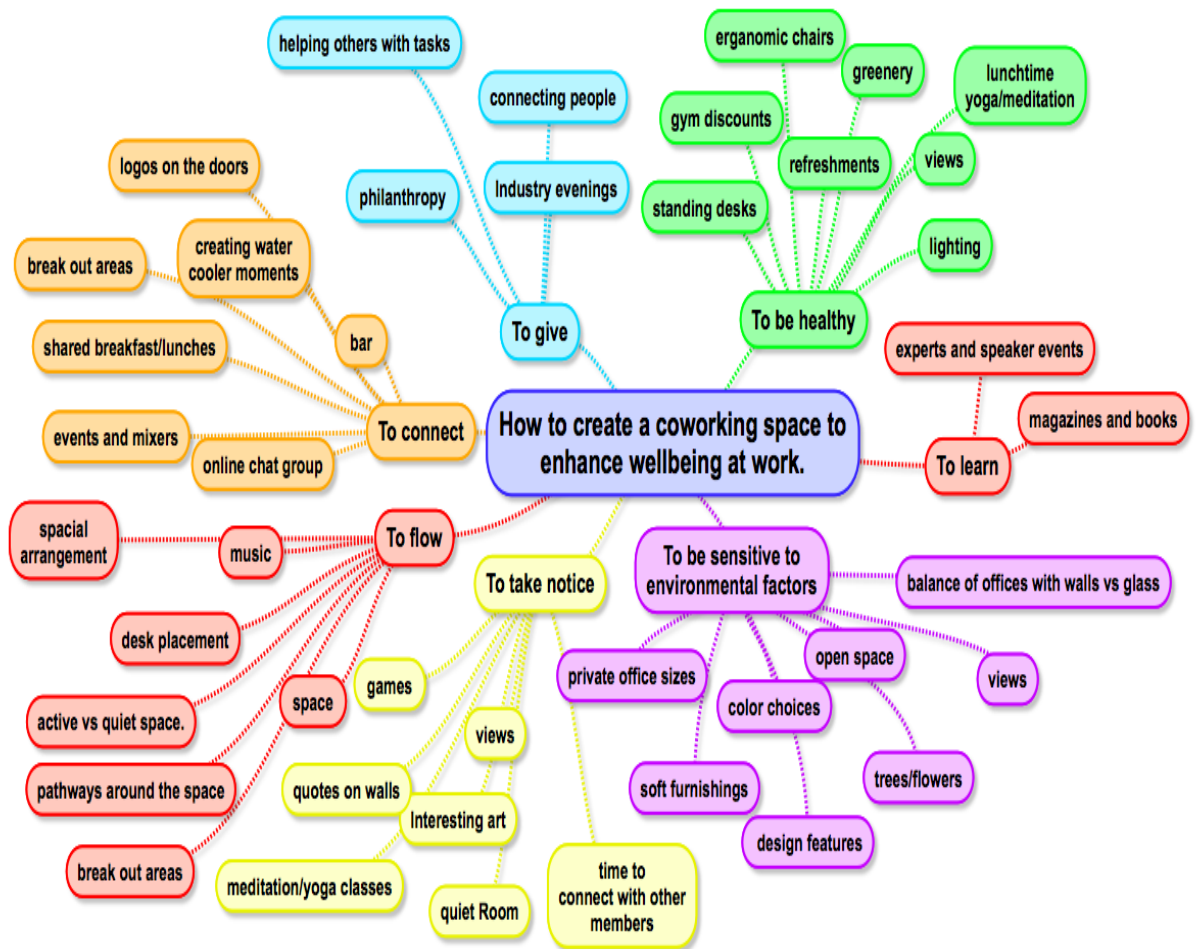 How to create a coworking space to
enhance wellbeing at work.
To give
helping others with tasks
connecting people
philanthropy
Industry evenings
To be healthy
erganomic chairs
greenery
lunchtime
yoga/meditation
gym discounts
refreshments
views
standing desks
lighting
To learn
experts and speaker events
magazines and books
To be sensitive to
environmental factors
balance of offices with walls vs glass
private office sizes
open space
views
color choices
soft furnishings
trees/flowers
design features
To take notice
games
views
quotes on walls
Interesting art
meditation/yoga classes
quiet Room
time to
connect with other
members
To flow
spacial
arrangement
music
desk placement
space
active vs quiet space.
pathways around the space
break out areas
To connect
logos on the doors
creating water
cooler moments
break out areas
bar
shared breakfast/lunches
events and mixers
online chat group